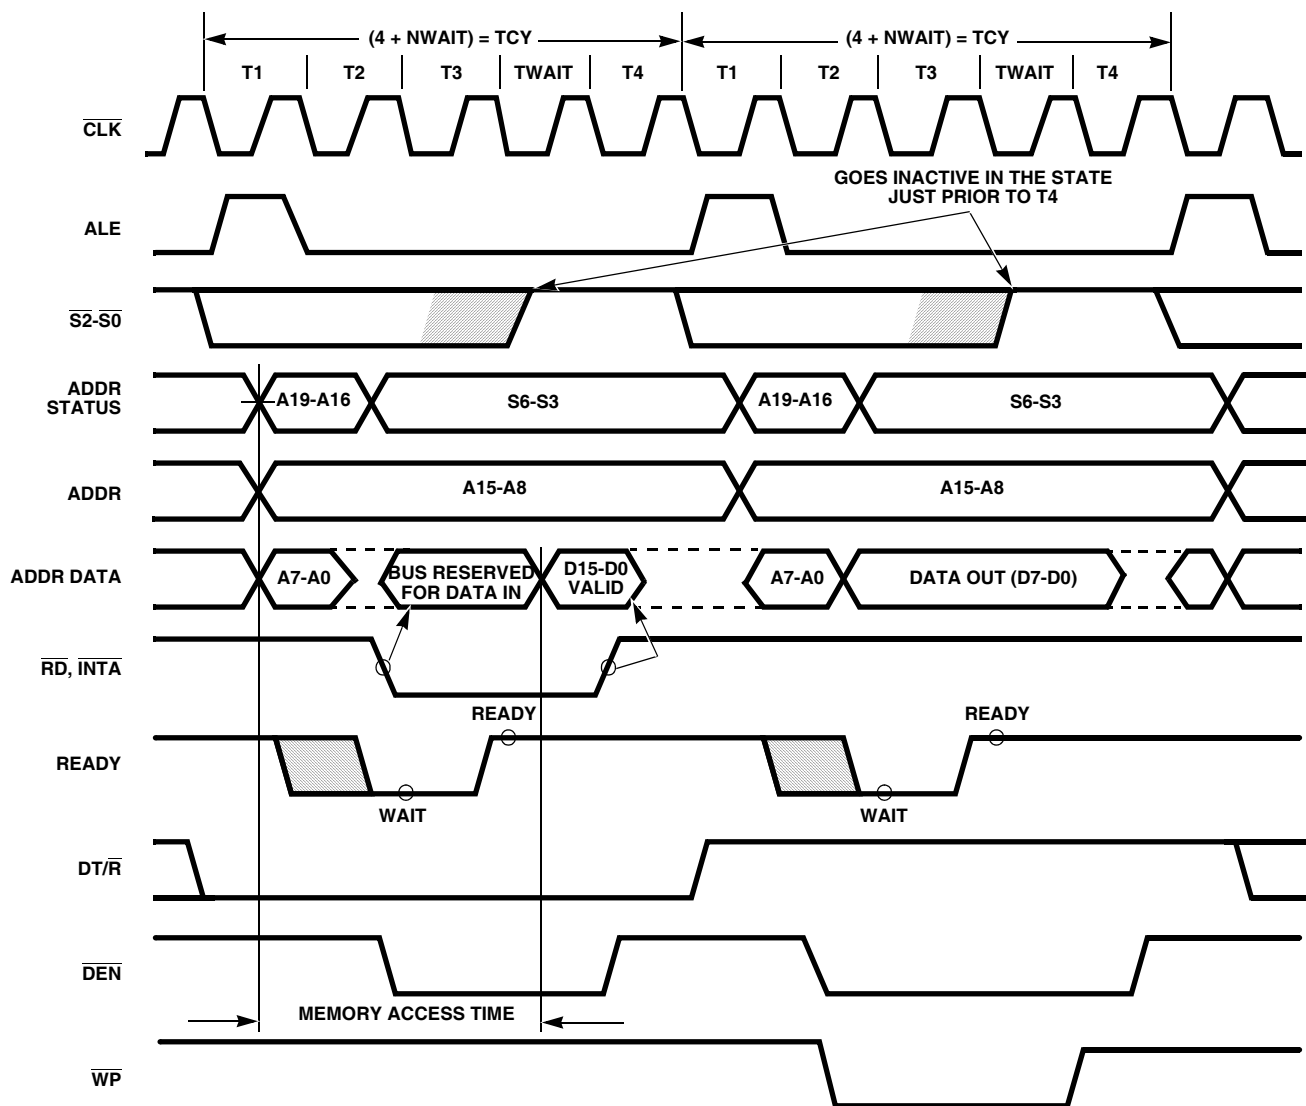 (4 + NWAIT) = TCY (4 + NWAIT) = TCY
T1 T2 T3 TWAIT T4 T1 T2 T3 TWAIT T4
CLK
GOES INACTIVE IN THE STATE
JUST PRIOR TO T4
ALE
S2-S0
ADDR
STATUS
A19-A16 S6-S3 A19-A16 S6-S3
ADDR A15-A8 A15-A8
ADDR DATA A7-A0 BUS RESERVED
FOR DATA IN D15-D0
VALID A7-A0 DATA OUT (D7-D0)
RD, INTA
READY READY
READY
WAIT WAIT
DT/R
DEN
MEMORY ACCESS TIME
WP